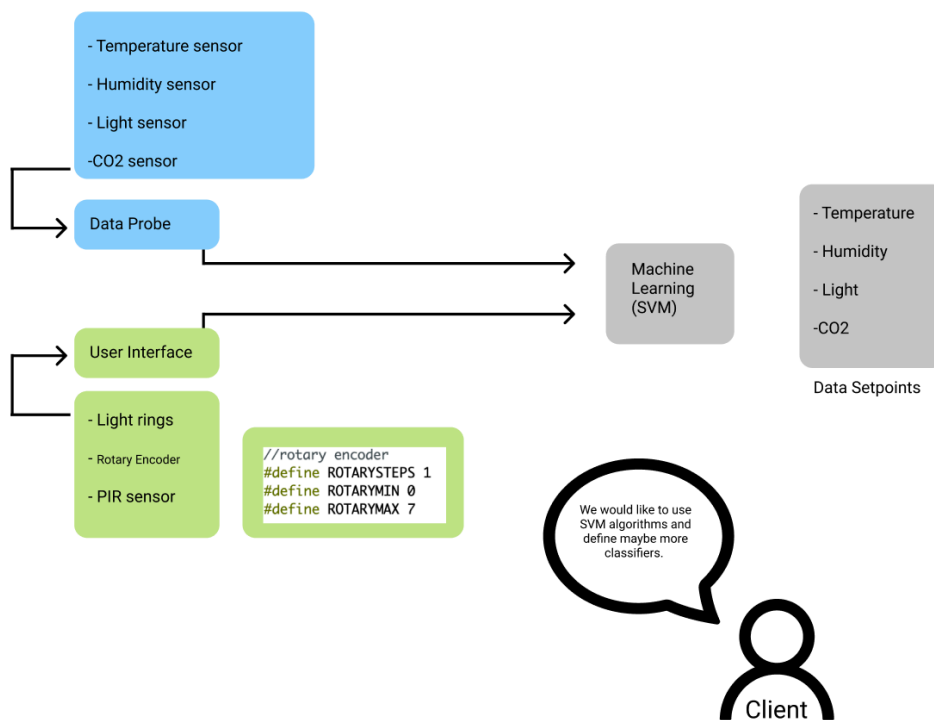 - Temperature sensor
- Humidity sensor
- Light sensor
-CO2 sensor
Data Probe
User Interface
- Light rings
- Rotary Encoder
- PIR sensor
//rotary encoder
#define ROTARYSTEPS 1
#define ROTARYMIN 0
#define ROTARYMAX 7
Machine
Learning
(SVM)
- Temperature
- Humidity
- Light
-CO2
Data Setpoints
We would like to use
SVM algorithms and
define maybe more
classifiers.
Client